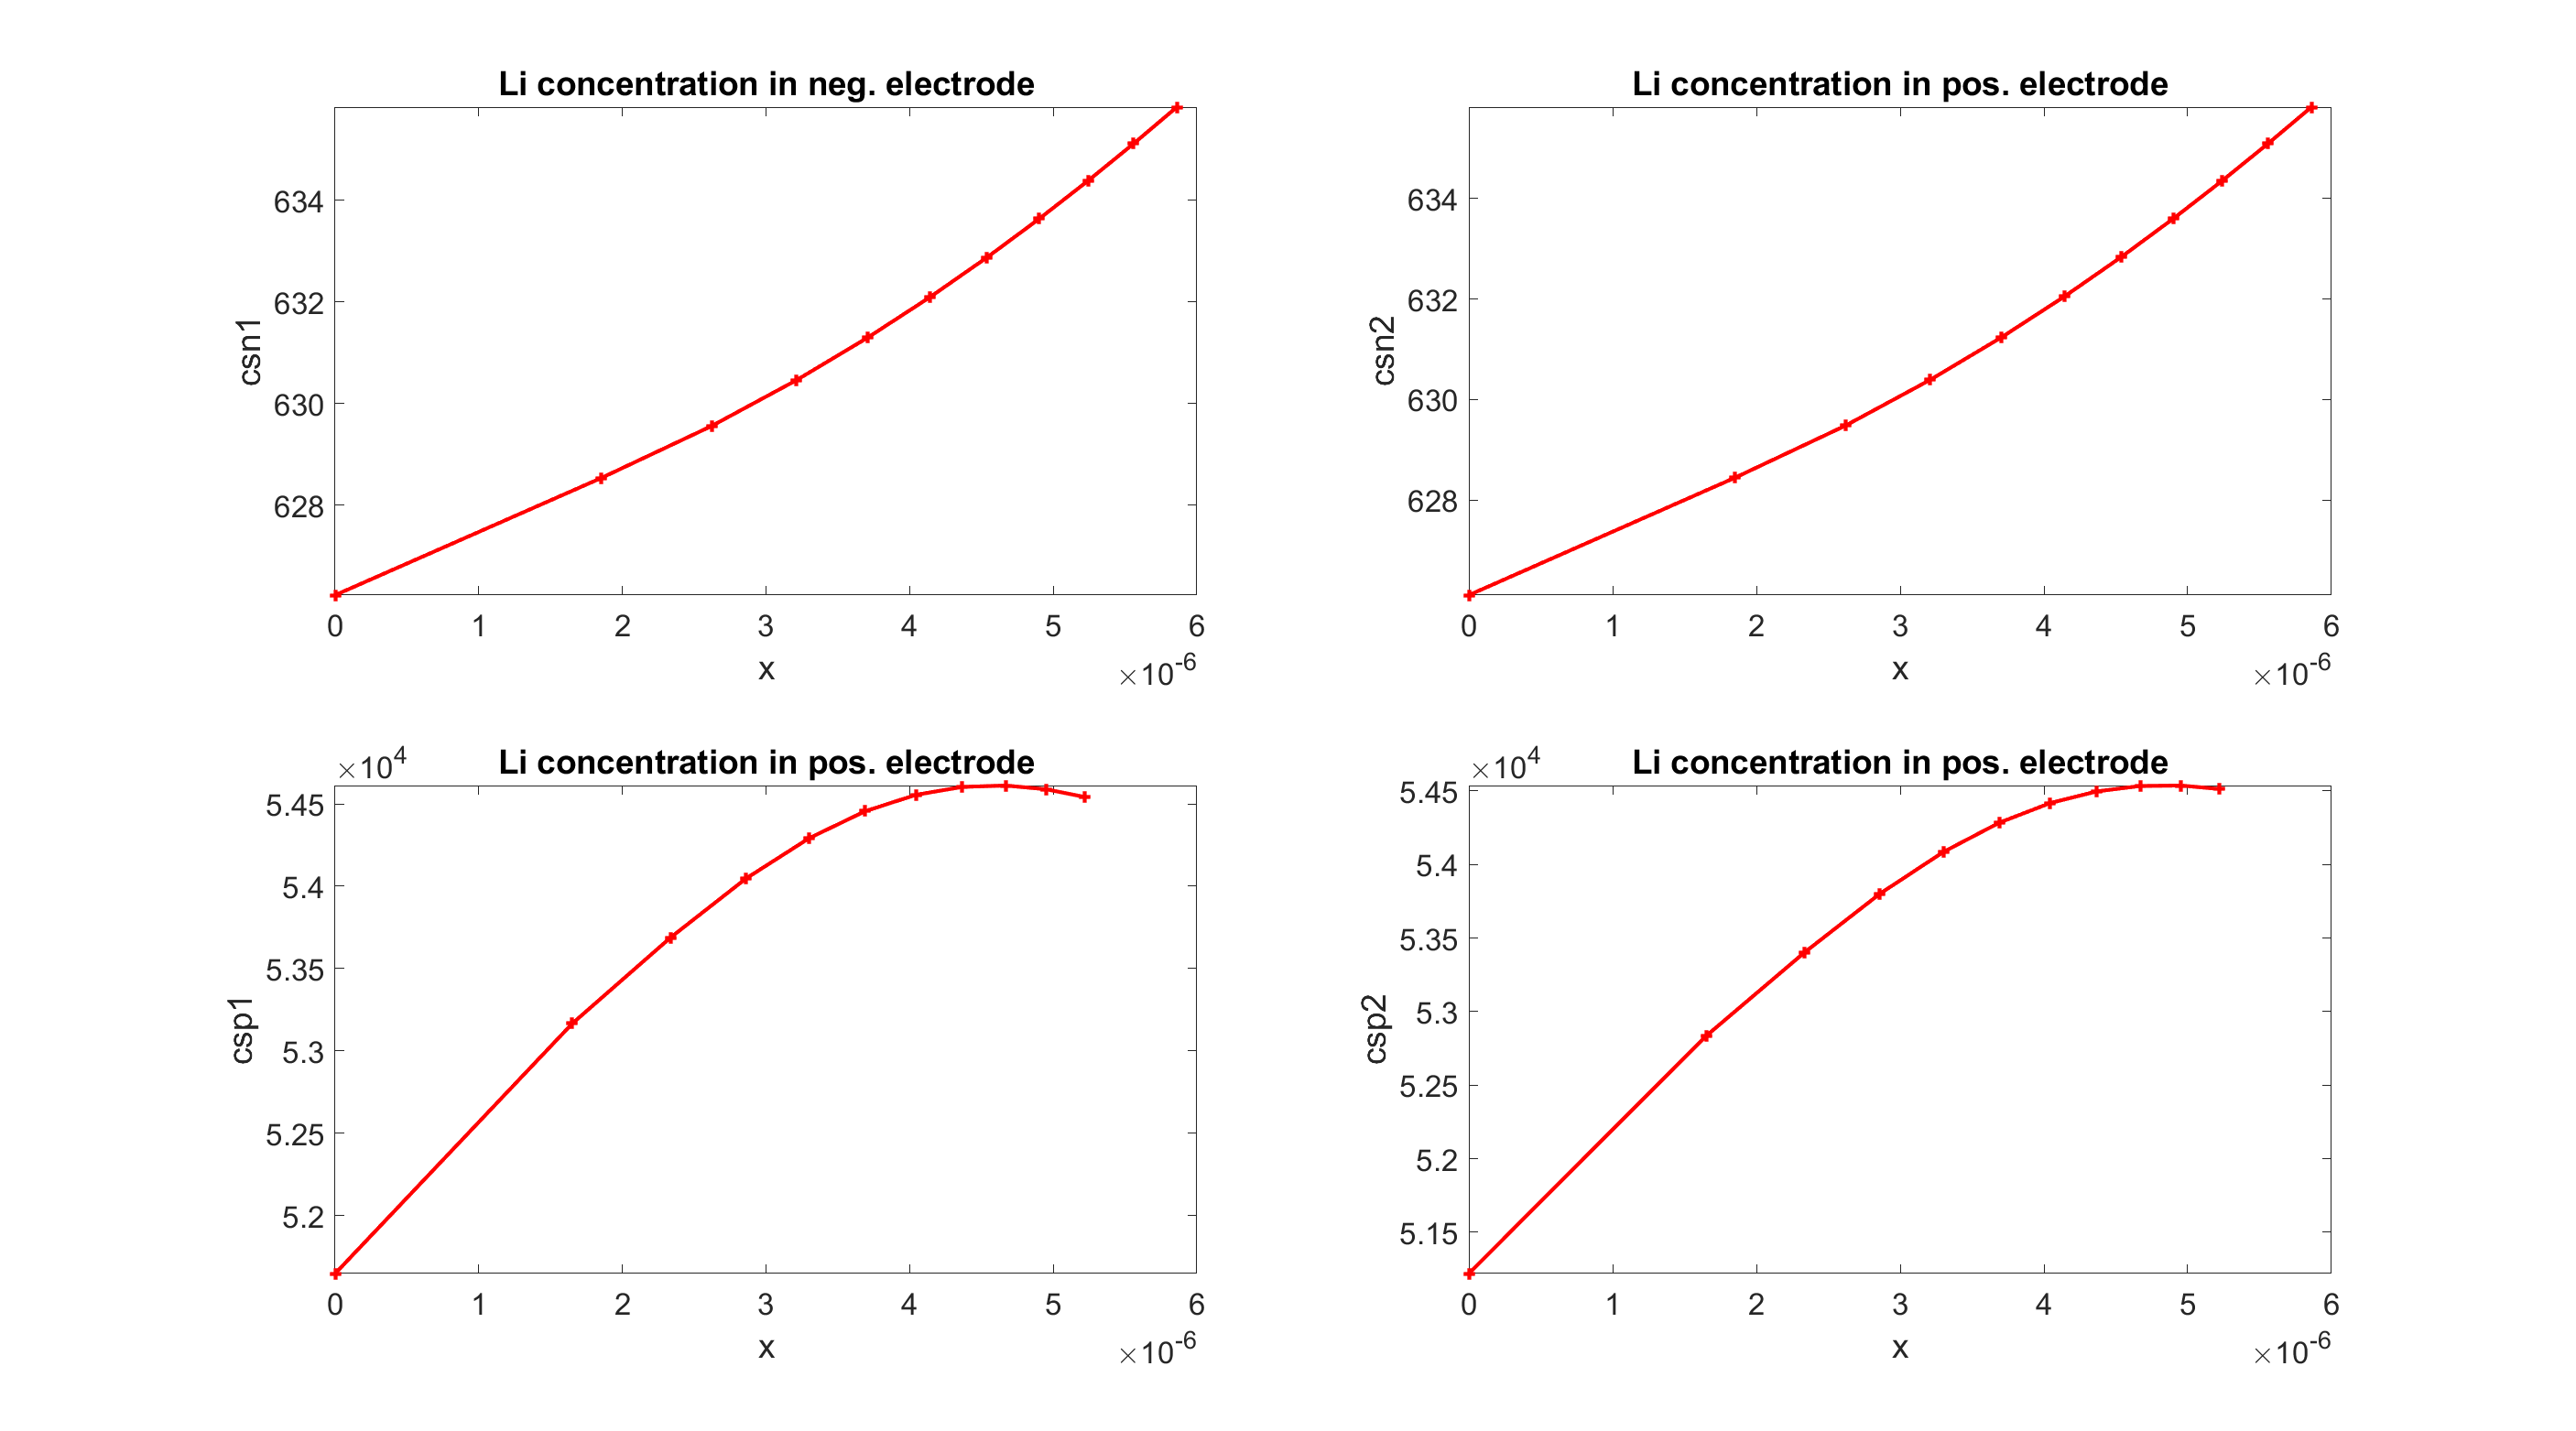 Li concentration in neg. electrode
634
632
630
628
csn1
0 1 2 3 4 5 6
x
×10-6
Li concentration in pos. electrode
634
632
630
628
csn2
0 1 2 3 4 5 6
x
×10-6
×104
Li concentration in pos. electrode
5.45
5.4
5.35
5.3
5.25
5.2
csp1
0 1 2 3 4 5 6
x
×10-6
×104
Li concentration in pos. electrode
5.45
5.4
5.35
5.3
5.25
5.2
5.15
csp2
0 1 2 3 4 5 6
x
×10-6